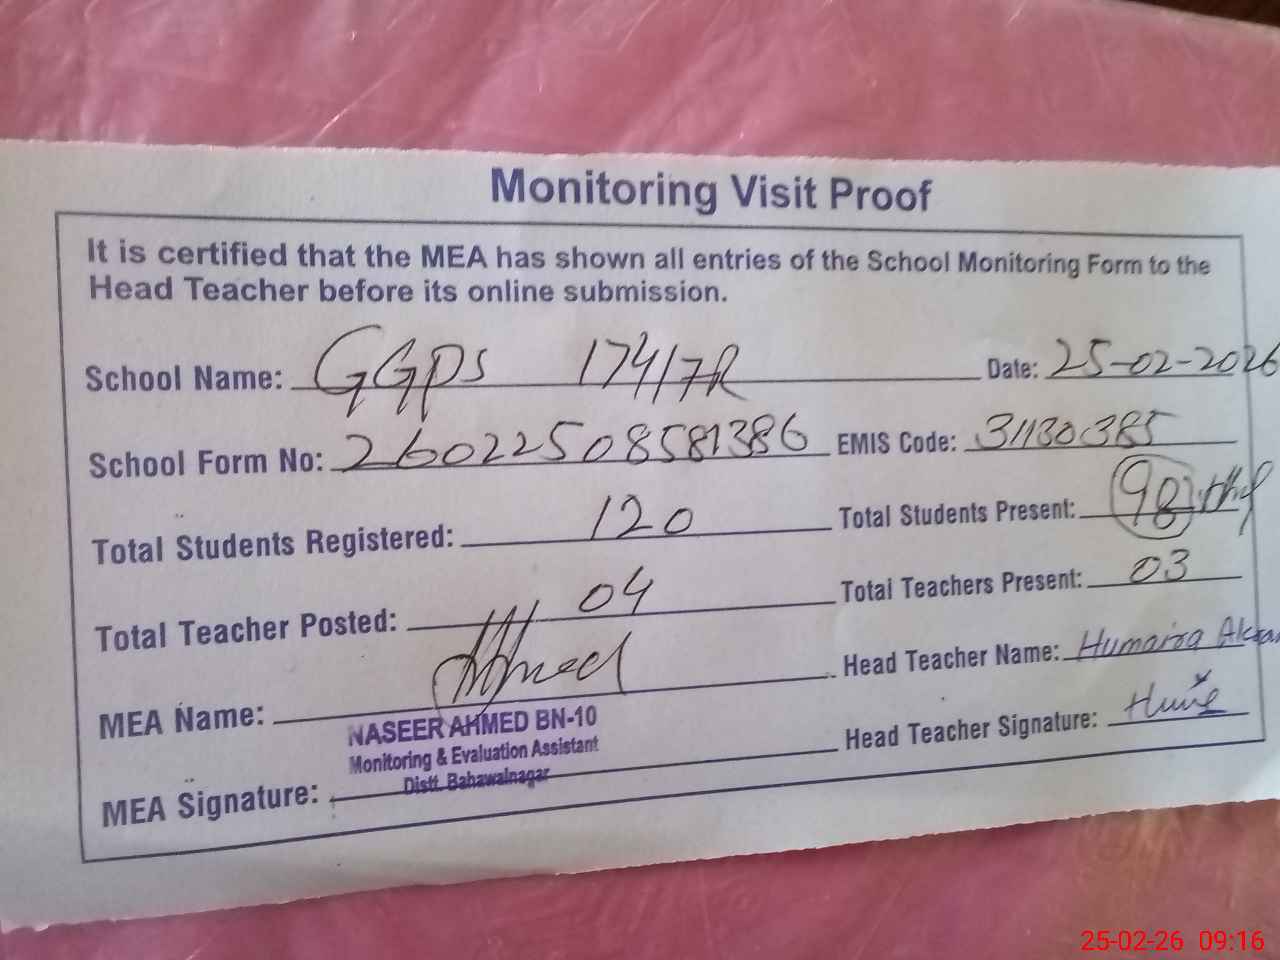 Monitoring Visit Proof
It is certified that the MEA has shown all entries of the School Monitoring Form to the
Head Teacher before its online submission.
School Name: GGPS 174/7R Date: 25-02-2026
School Form No: 26022508581386 EMIS Code: 31130385
Total Students Registered: 120 Total Students Present: 98
Total Teacher Posted: 04 Total Teachers Present: 03
MEA Name: Head Teacher Name: Humaira
NASEER AHMED BN-10
Monitoring & Evaluation Assistant
Distt. Bahawalnagar
MEA Signature: Head Teacher Signature:
25-02-26 09:16